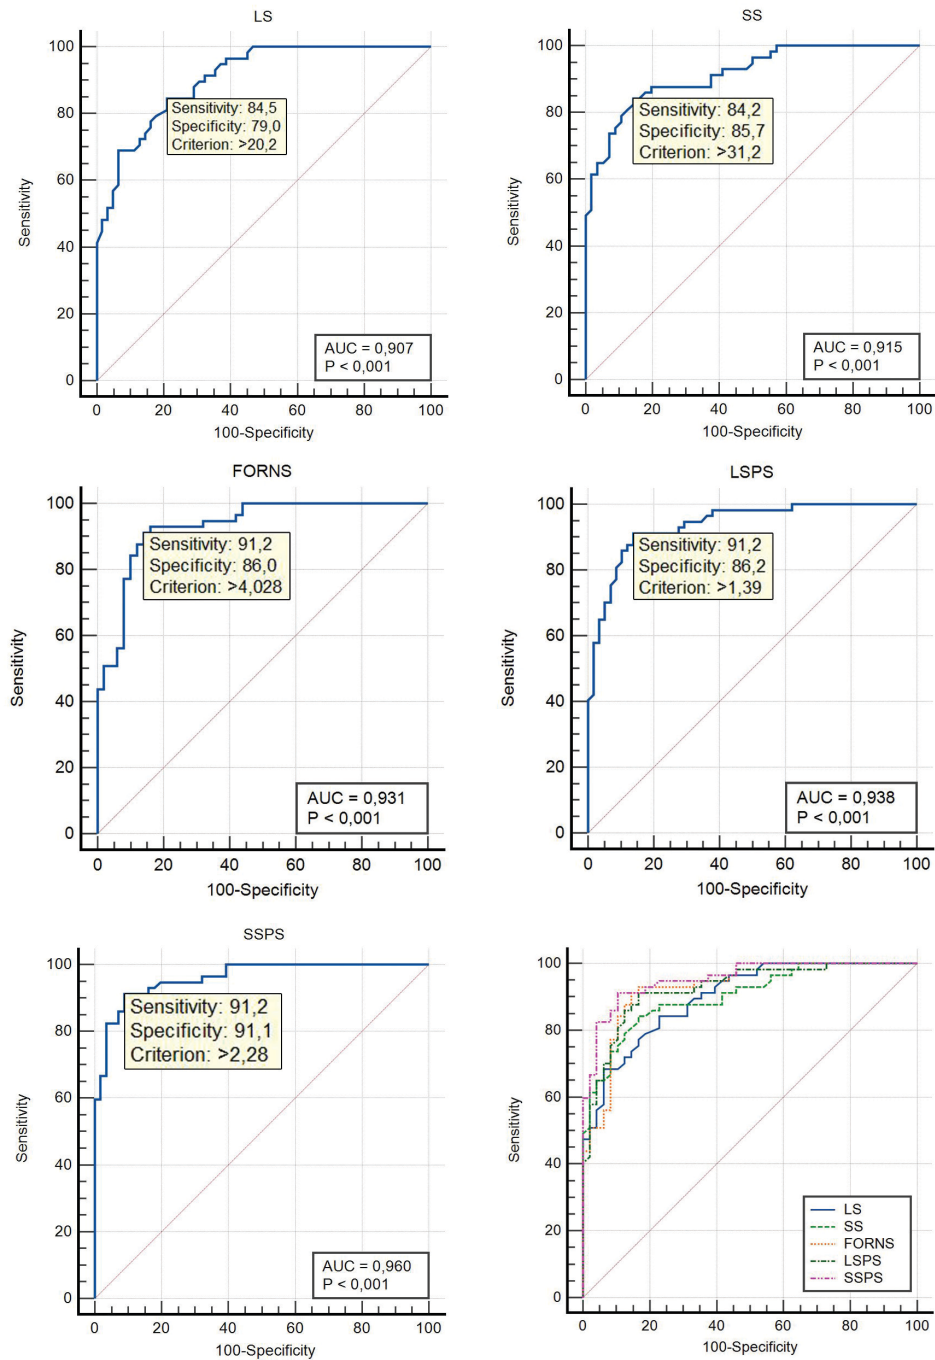 LS
100
80
60
40
20
0
Sensitivity
Sensitivity: 84,5
Specificity: 79,0
Criterion: >20,2
AUC = 0,907
P < 0,001
0 20 40 60 80 100
100-Specificity
SS
100
80
60
40
20
0
Sensitivity
Sensitivity: 84,2
Specificity: 85,7
Criterion: >31,2
AUC = 0,915
P < 0,001
0 20 40 60 80 100
100-Specificity
FORNS
100
80
60
40
20
0
Sensitivity
Sensitivity: 91,2
Specificity: 86,0
Criterion: >4,028
AUC = 0,931
P < 0,001
0 20 40 60 80 100
100-Specificity
LSPS
100
80
60
40
20
0
Sensitivity
Sensitivity: 91,2
Specificity: 86,2
Criterion: >1,39
AUC = 0,938
P < 0,001
0 20 40 60 80 100
100-Specificity
SSPS
100
80
60
40
20
0
Sensitivity
Sensitivity: 91,2
Specificity: 91,1
Criterion: >2,28
AUC = 0,960
P < 0,001
0 20 40 60 80 100
100-Specificity
100
80
60
40
20
0
Sensitivity
LS
SS
FORNS
LSPS
SSPS
0 20 40 60 80 100
100-Specificity